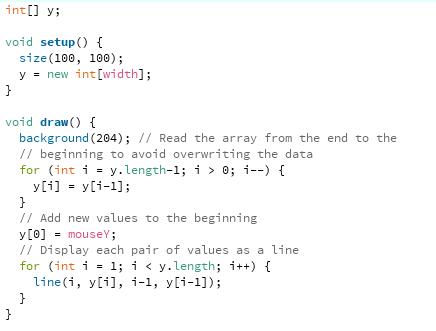 int[] y;

void setup() {
  size(100, 100);
  y = new int[width];
}

void draw() {
  background(204); // Read the array from the end to the
  // beginning to avoid overwriting the data
  for (int i = y.length-1; i > 0; i--) {
    y[i] = y[i-1];
  }
  // Add new values to the beginning
  y[0] = mouseY;
  // Display each pair of values as a line
  for (int i = 1; i < y.length; i++) {
    line(i, y[i], i-1, y[i-1]);
  }
}